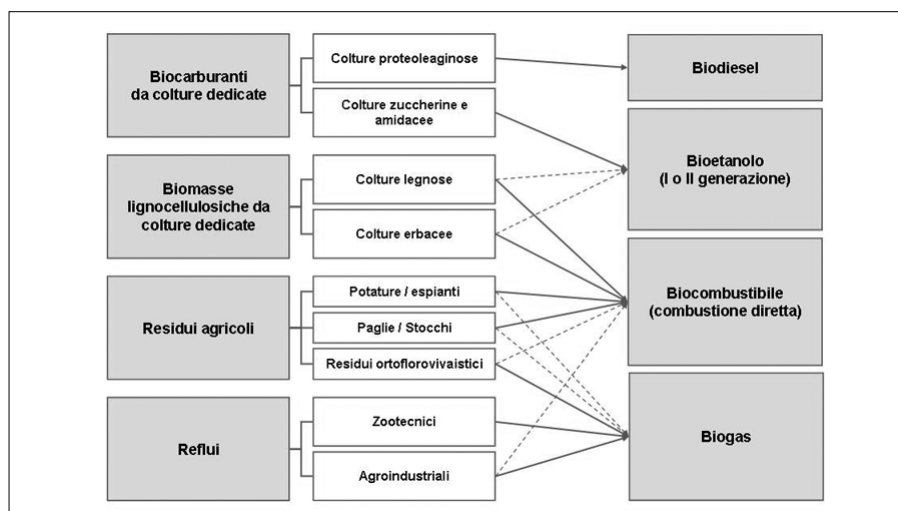 Biocarburanti
da colture dedicate
Colture proteoleaginose
Colture zuccherine e
amidacee
Biomasse
lignocellulosiche da
colture dedicate
Colture legnose
Colture erbacee
Residui agricoli
Potature / espianti
Paglie / Stocchi
Residui ortoflorovivaistici
Reflui
Zootecnici
Agroindustriali
Biodiesel
Bioetanolo
(I o II generazione)
Biocombustibile
(combustione diretta)
Biogas